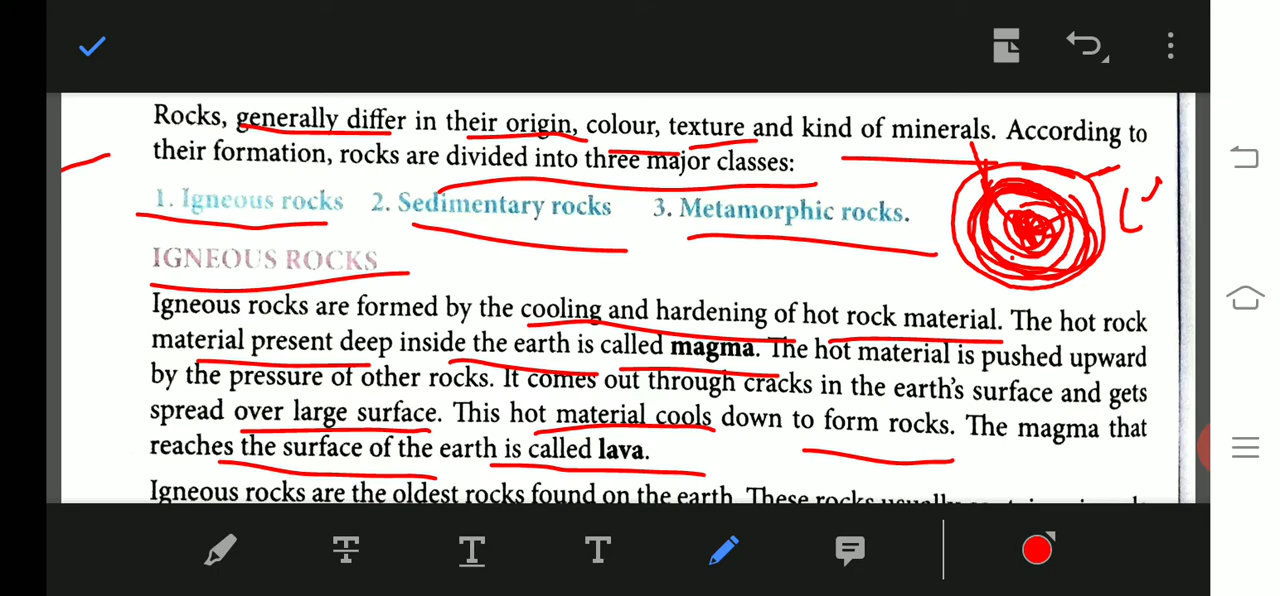 Rocks, generally differ in their origin, colour, texture and kind of minerals. According to
their formation, rocks are divided into three major classes:
1. Igneous rocks 2. Sedimentary rocks 3. Metamorphic rocks.
IGNEOUS ROCKS
Igneous rocks are formed by the cooling and hardening of hot rock material. The hot rock
material present deep inside the earth is called magma. The hot material is pushed upward
by the pressure of other rocks. It comes out through cracks in the earth's surface and gets
spread over large surface. This hot material cools down to form rocks. The magma that
reaches the surface of the earth is called lava.
Igneous rocks are the oldest rocks found on the earth. These rocks usually